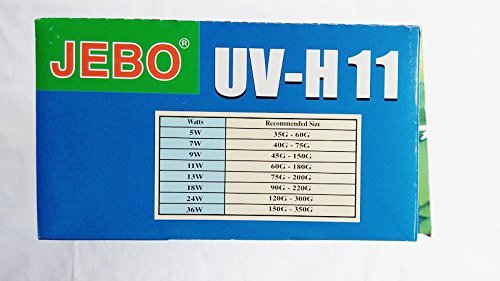 JEBO® UV-H 11
Watts Recommended Size
5W 35G - 60G
7W 40G - 75G
9W 45G - 150G
11W 60G - 180G
13W 75G - 200G
18W 90G - 220G
24W 120G - 300G
36W 150G - 350G